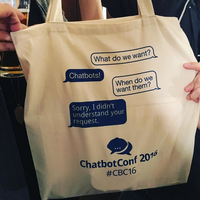 What do we want?
Chatbots!
When do we
want them?
Sorry, I didn't
understand your
request.
ChatbotConf 2016
#CBC16